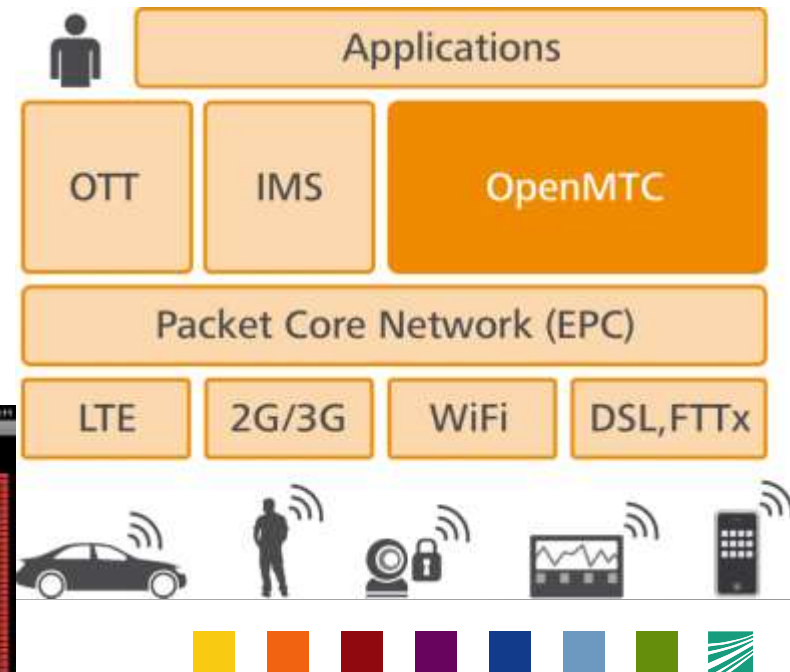 Applications
OTT IMS OpenMTC
Packet Core Network (EPC)
LTE 2G/3G WiFi DSL,FTTx